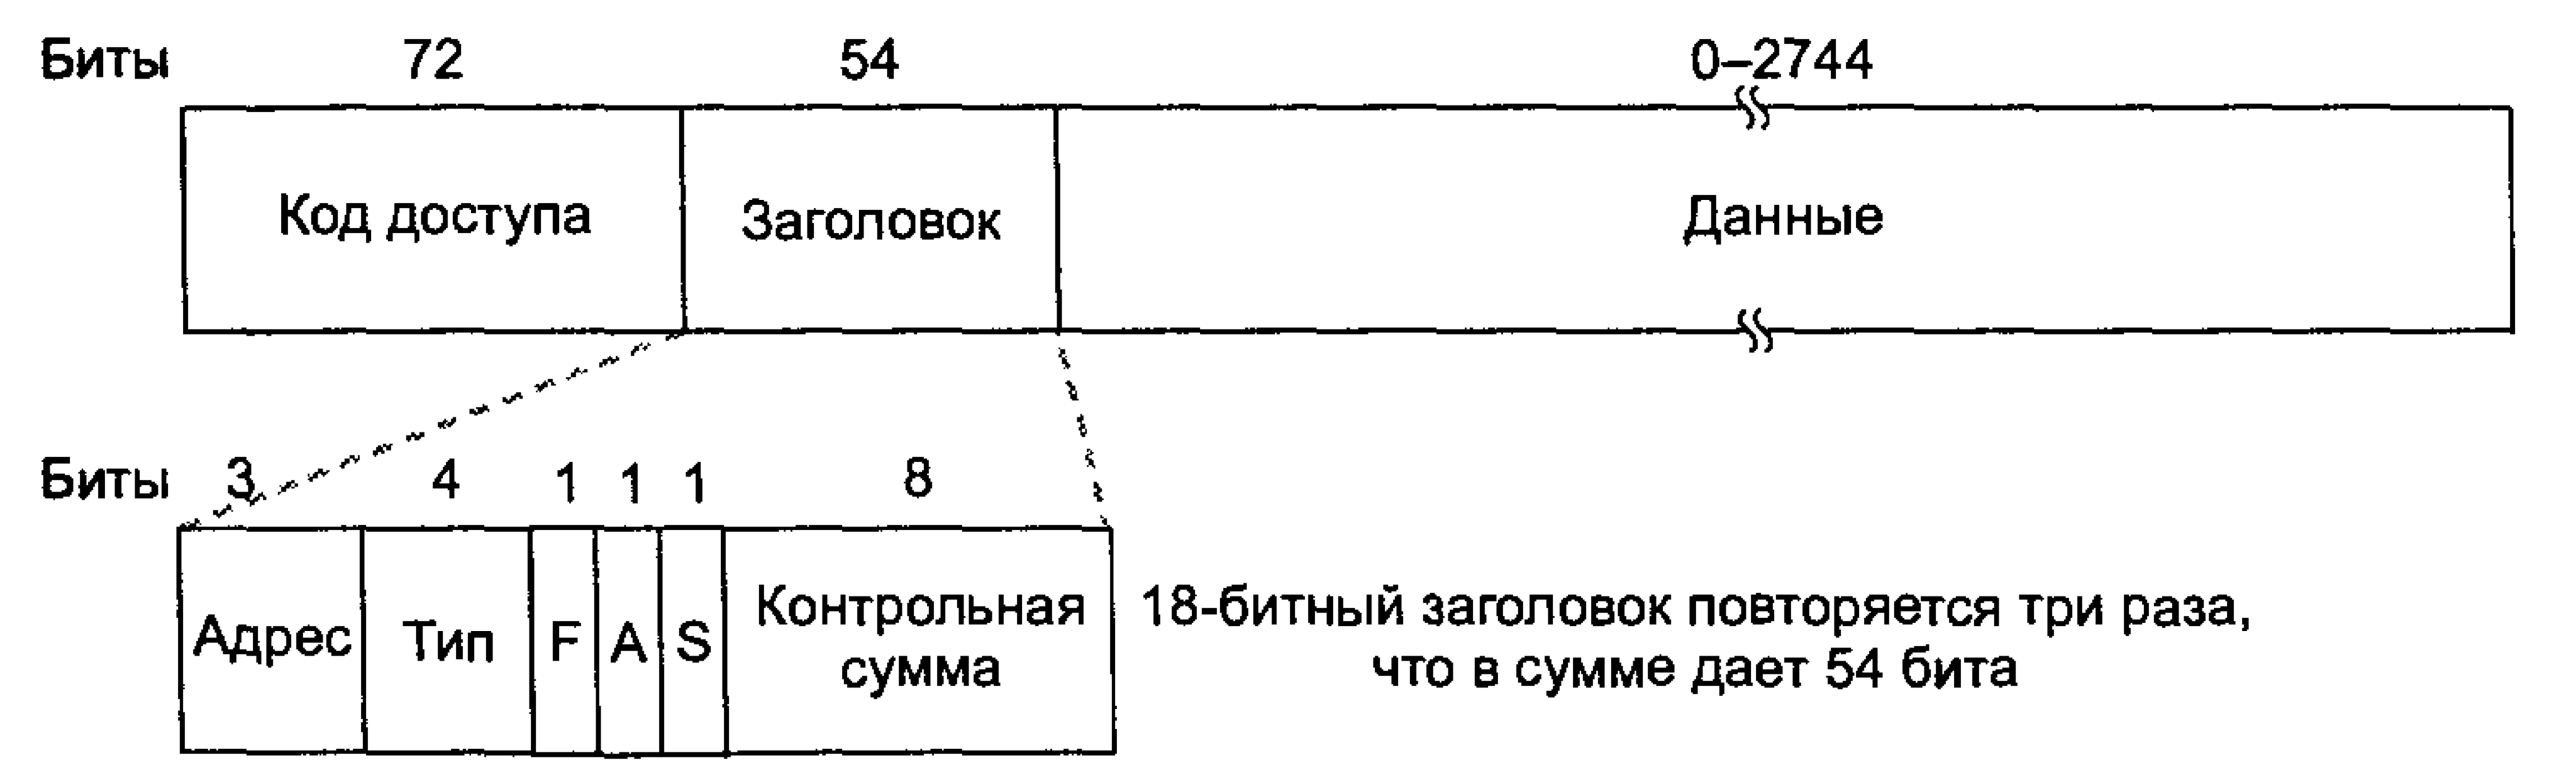 Биты 72 54 0–2744
Код доступа Заголовок Данные
Биты 3 4 1 1 1 8
Адрес Тип F A S Контрольная сумма
18-битный заголовок повторяется три раза,
что в сумме дает 54 бита